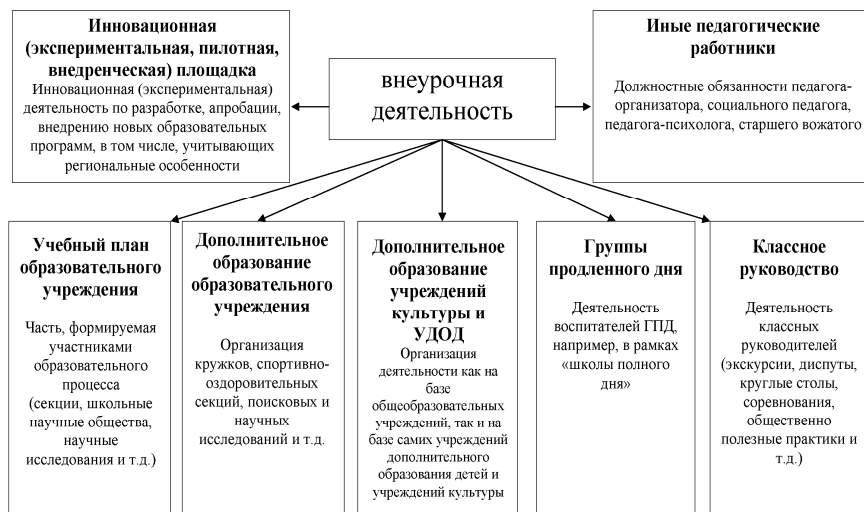 Инновационная
(экспериментальная, пилотная,
внедренческая) площадка
Инновационная (экспериментальная)
деятельность по разработке, апробации,
внедрению новых образовательных
программ, в том числе, учитывающих
региональные особенности
внеурочная
деятельность
Иные педагогические
работники
Должностные обязанности педагога-
организатора, социального педагога,
педагога-психолога, старшего вожатого
Учебный план
образовательного
учреждения
Часть, формируемая
участниками
образовательного
процесса
(секции, школьные
научные общества,
научные
исследования и т.д.)
Дополнительное
образование
образовательного
учреждения
Организация
кружков, спортивно-
оздоровительных
секций, поисковых и
научных
исследований и т.д.
Дополнительное
образование
учреждений
культуры и
УДОД
Организация
деятельности как на
базе
общеобразовательных
учреждений, так и на
базе самих учреждений
дополнительного
образования детей и
учреждений культуры
Группы
продленного дня
Деятельность
воспитателей ГПД,
например, в рамках
«школы полного
дня»
Классное
руководство
Деятельность
классных
руководителей
(экскурсии, диспуты,
круглые столы,
соревнования,
общественно
полезные практики и
т.д.)